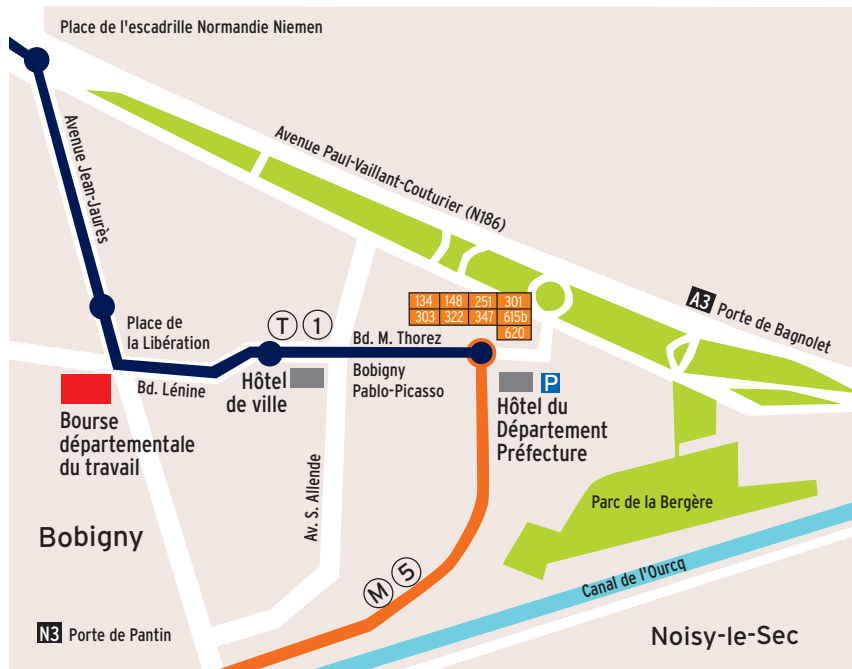 Place de l'escadrille Normandie Niemen
Avenue Jean-Jaurès
Avenue Paul-Vaillant-Couturier (N186)
A3 Porte de Bagnolet
134 148 251 301
303 322 347 615b
620
Place de
la Libération
T 1
Bd. M. Thorez
Bd. Lénine
Hôtel
de ville
Bobigny
Pablo-Picasso
P
Hôtel du
Département
Préfecture
Bourse
départementale
du travail
Av. S. Allende
Parc de la Bergère
Bobigny
M 5
Canal de l'Ourcq
N3 Porte de Pantin
Noisy-le-Sec